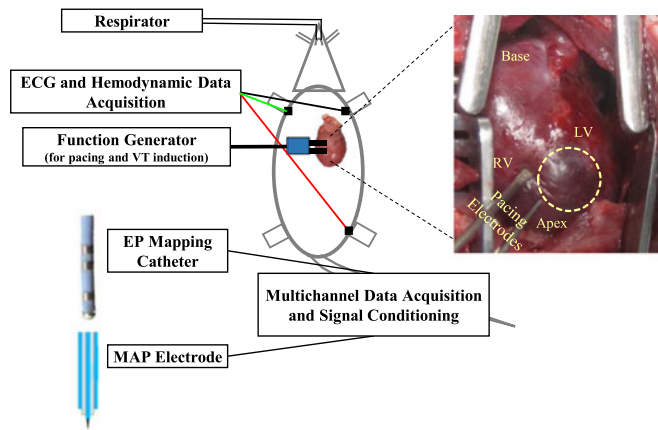 Respirator
ECG and Hemodynamic Data
Acquisition
Function Generator
(for pacing and VT induction)
EP Mapping
Catheter
Multichannel Data Acquisition
and Signal Conditioning
MAP Electrode
Base
LV
RV
Pacing
Electrodes
Apex